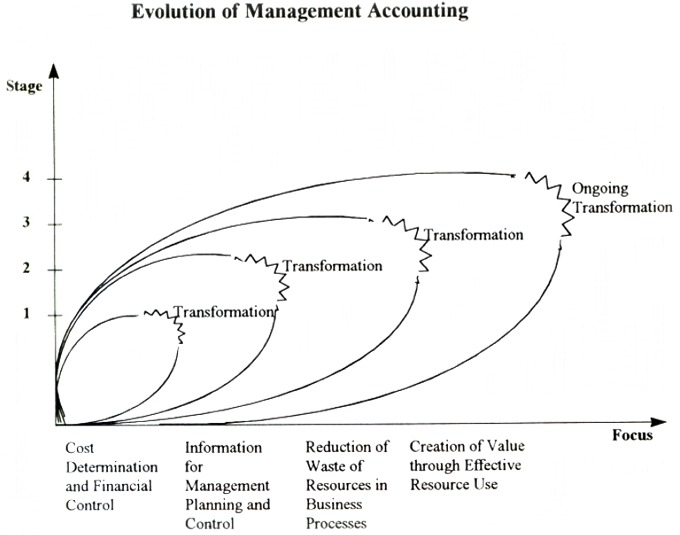 Evolution of Management Accounting
Stage
4
3
2
1
Ongoing
Transformation
Transformation
Transformation
Transformation
Focus
Cost
Determination
and Financial
Control
Information
for
Management
Planning and
Control
Reduction of
Waste of
Resources in
Business
Processes
Creation of Value
through Effective
Resource Use